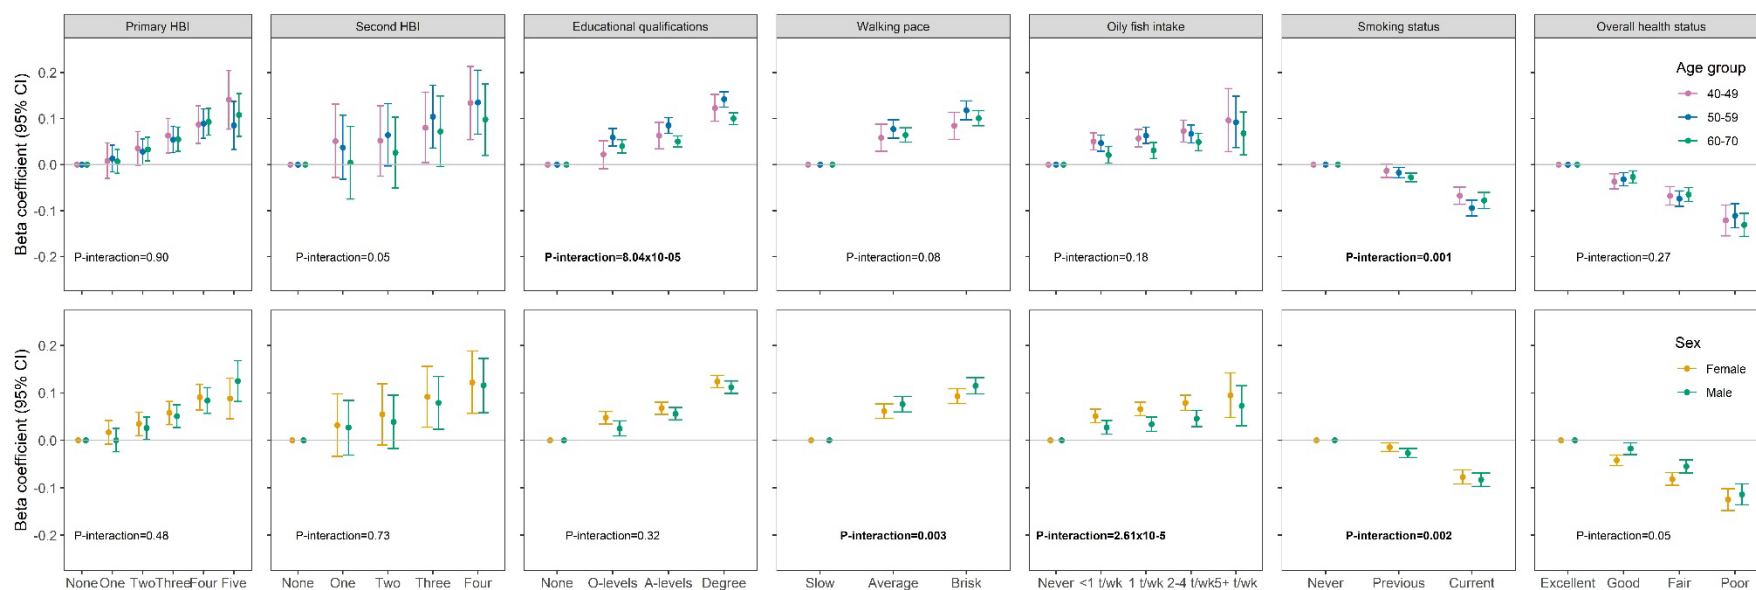 Primary HBI
Second HBI
Educational qualifications
Walking pace
Oily fish intake
Smoking status
Overall health status
Beta coefficient (95% CI)
0.2
0.1
0.0
-0.1
-0.2
P-interaction=0.90
P-interaction=0.05
P-interaction=8.04x10-05
P-interaction=0.08
P-interaction=0.18
P-interaction=0.001
P-interaction=0.27
Age group
40-49
50-59
60-70
Beta coefficient (95% CI)
0.2
0.1
0.0
-0.1
-0.2
P-interaction=0.48
P-interaction=0.73
P-interaction=0.32
P-interaction=0.003
P-interaction=2.61x10-5
P-interaction=0.002
P-interaction=0.05
Sex
Female
Male
None One Two Three Four Five
None One Two Three Four
None O-levels A-levels Degree
Slow Average Brisk
Never <1 t/wk 1 t/wk 2-4 t/wk 5+ t/wk
Never Previous Current
Excellent Good Fair Poor